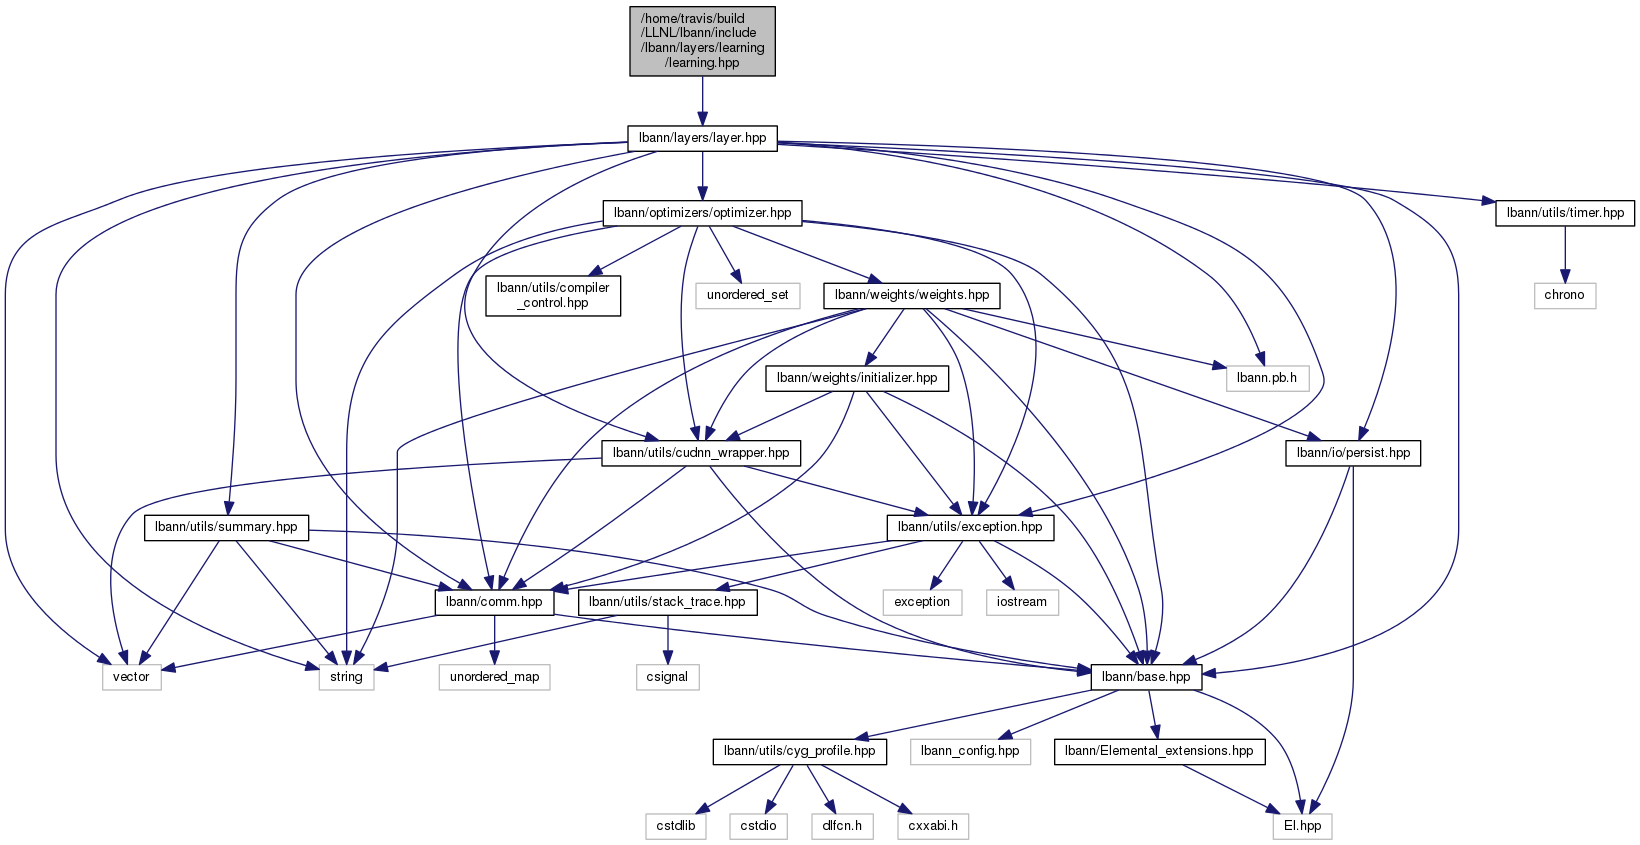 /home/travis/build
/LLNL/lbann/include
/lbann/layers/learning
/learning.hpp
lbann/layers/layer.hpp
lbann/optimizers/optimizer.hpp
lbann/utils/timer.hpp
lbann/utils/compiler
_control.hpp
unordered_set
lbann/weights/weights.hpp
chrono
lbann/weights/initializer.hpp
lbann.pb.h
lbann/utils/cudnn_wrapper.hpp
lbann/io/persist.hpp
lbann/utils/summary.hpp
lbann/utils/exception.hpp
lbann/comm.hpp
lbann/utils/stack_trace.hpp
exception
iostream
vector
string
unordered_map
csignal
lbann/base.hpp
lbann/utils/cyg_profile.hpp
lbann_config.hpp
lbann/Elemental_extensions.hpp
cstdlib
cstdio
dlfcn.h
cxxabi.h
El.hpp